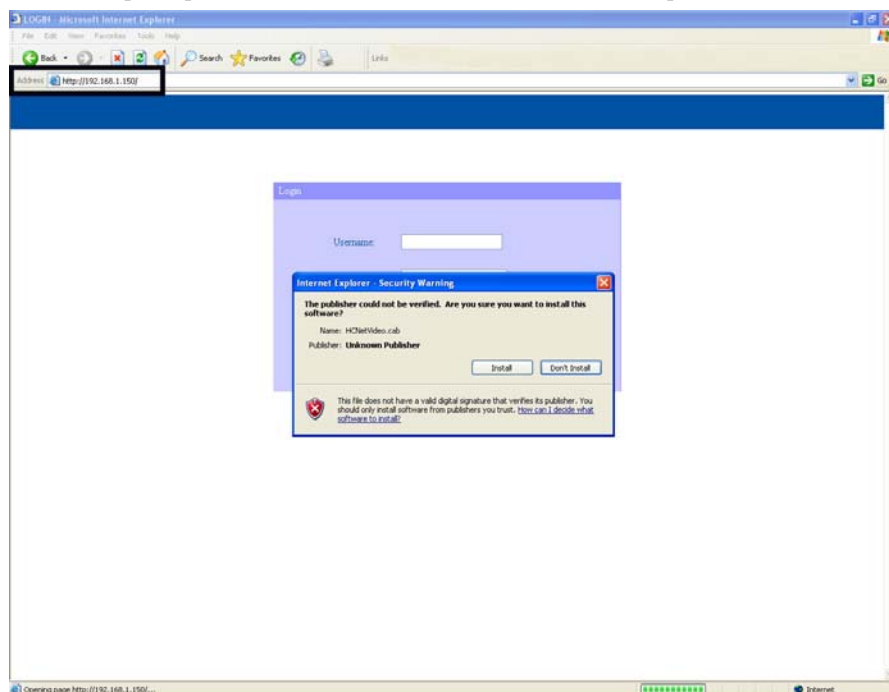 LOGIN - Microsoft Internet Explorer
File Edit View Favorites Tools Help
Back Search Favorites Links
Address http://192.168.1.150/ Go
Login
Username:
Internet Explorer - Security Warning
The publisher could not be verified. Are you sure you want to install this
software?
Name: HCNetVideo.cab
Publisher: Unknown Publisher
Install Don't Install
This file does not have a valid digital signature that verifies its publisher. You
should only install software from publishers you trust. How can I decide what
software to install?
Opening page http://192.168.1.150/... Internet